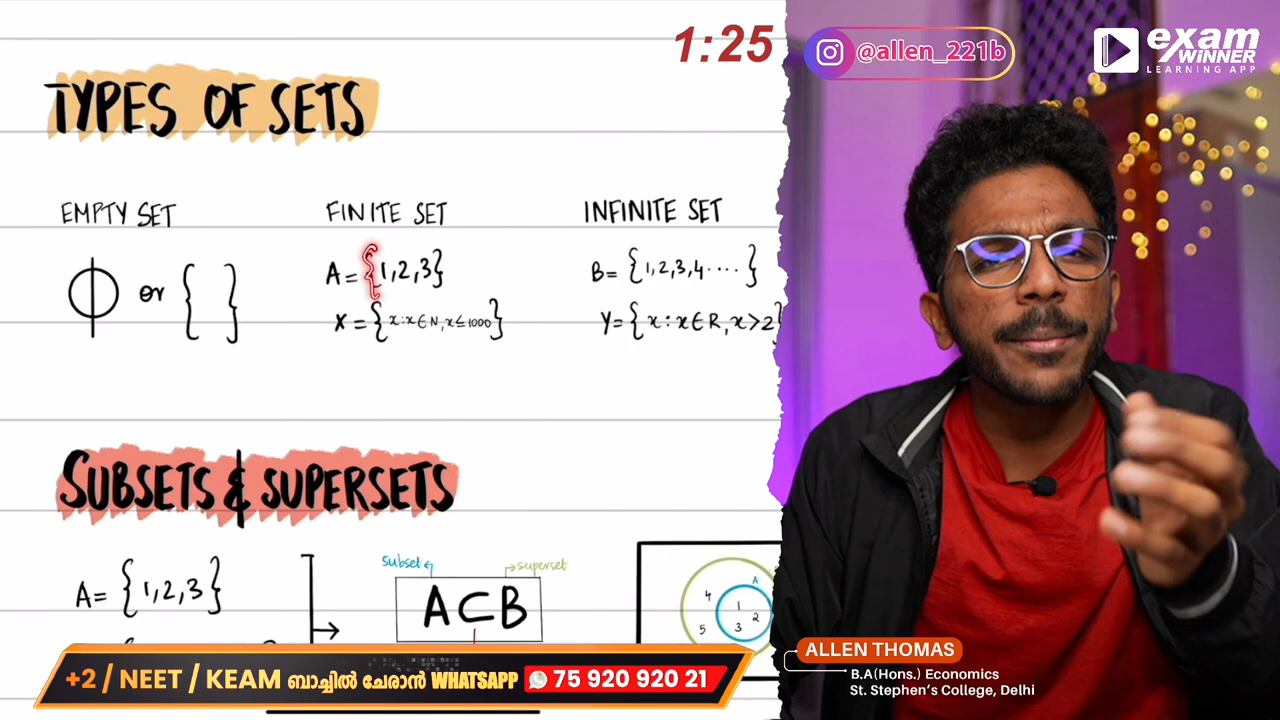 1:25
@allen_221b
exam
WINNER
LEARNING APP
TYPES OF SETS
EMPTY SET
FINITE SET
INFINITE SET
ϕ or { }
A = {1,2,3}
B = {1,2,3,4 ....}
X = {x:x∈N,x≤1000}
Y = {x:x∈R,x>2}
SUBSETS & SUPERSETS
subset
superset
A = {1,2,3}
A⊂B
A
4
1
2
3
5
ALLEN THOMAS
B.A(Hons.) Economics
St. Stephen's College, Delhi
+2 / NEET / KEAM ബാച്ചിൽ ചേരാൻ WHATSAPP 75 920 920 21